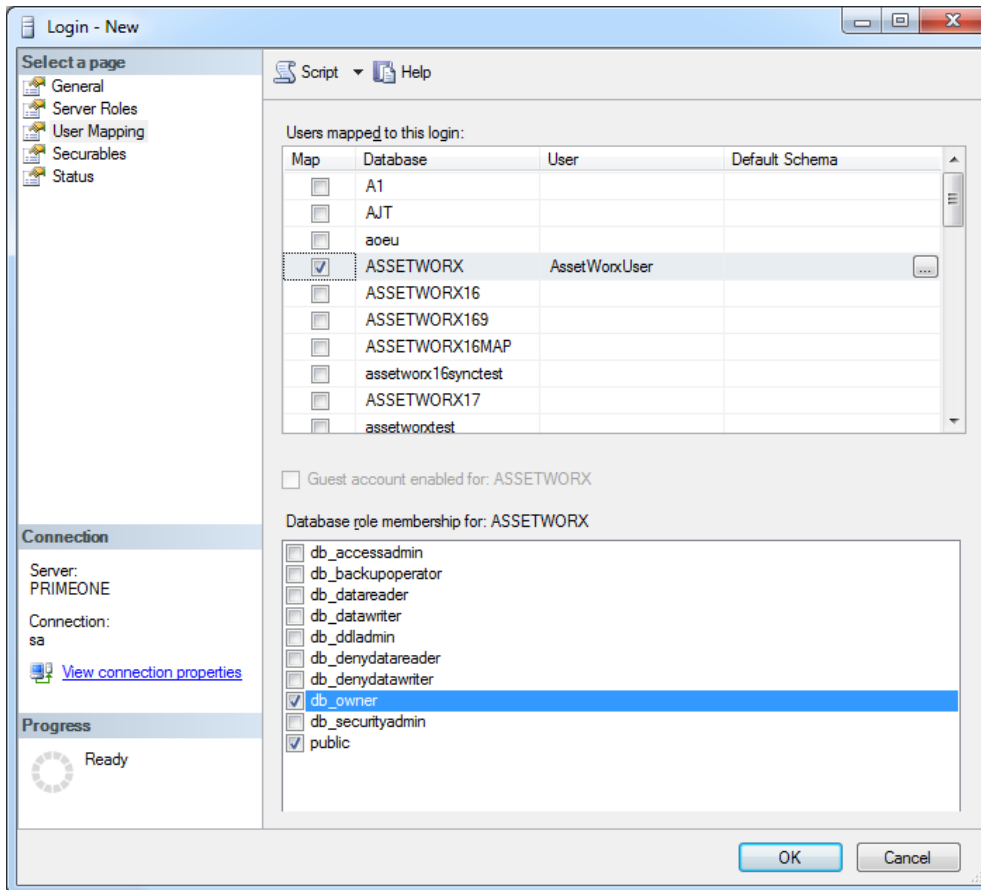 Login - New
Select a page
General
Server Roles
User Mapping
Securables
Status
Script
Help
Users mapped to this login:
Map Database User Default Schema
A1
AJT
aoeu
ASSETWORX AssetWorxUser ...
ASSETWORX16
ASSETWORX169
ASSETWORX16MAP
assetworx16synctest
ASSETWORX17
assetworxtest
Guest account enabled for: ASSETWORX
Database role membership for: ASSETWORX
db_accessadmin
db_backupoperator
db_datareader
db_datawriter
db_ddladmin
db_denydatareader
db_denydatawriter
db_owner
db_securityadmin
public
Connection
Server:
PRIMEONE
Connection:
sa
View connection properties
Progress
Ready
OK Cancel